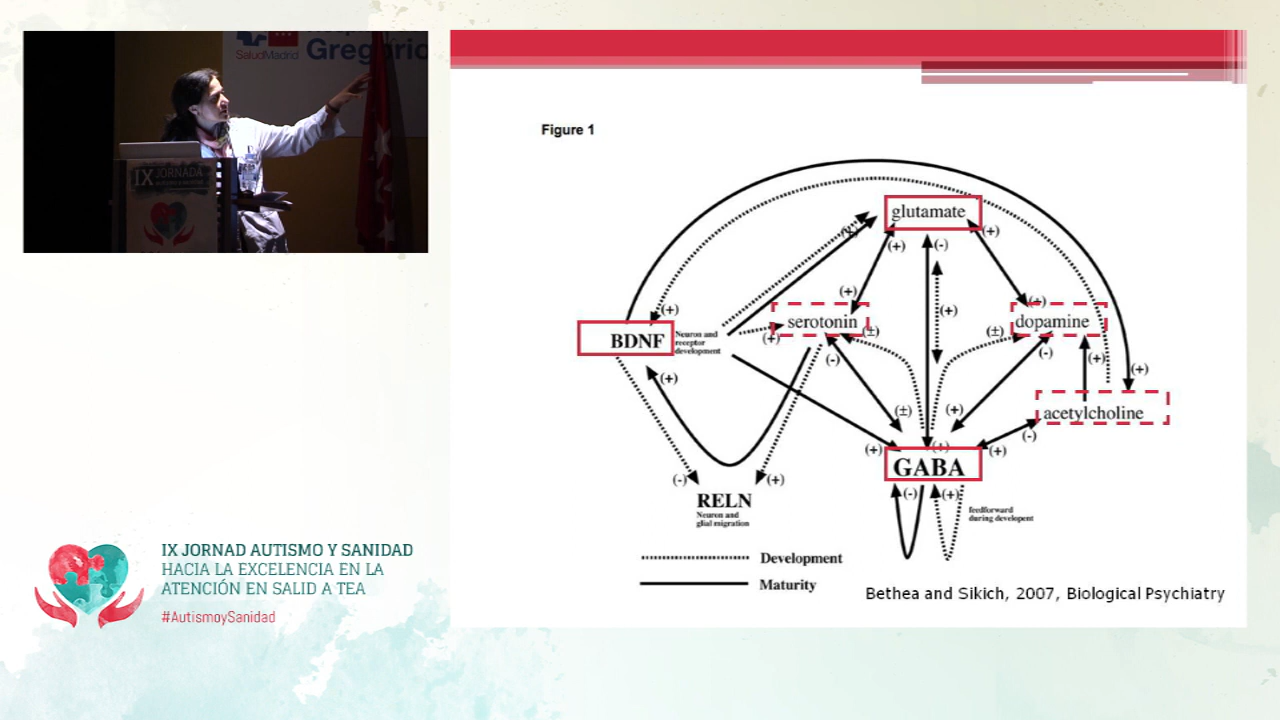 SaludMadrid
Gregorio
IX JORNADA
Figure 1
glutamate
(±)
(+)
(-)
(+)
(+)
(+)
(+)
serotonin
(±)
(+)
(+)
(±)
dopamine
BDNF
Neuron and
receptor
development
(+)
(-)
(-)
(+)
(+)
(+)
(±)
(+)
acetylcholine
(-)
(+)
(+)
(+)
GABA
(-)
(+)
RELN
Neuron and
glial migration
(-)
(+)
feedforward
during developent
Development
Maturity
Bethea and Sikich, 2007, Biological Psychiatry
IX JORNAD AUTISMO Y SANIDAD
HACIA LA EXCELENCIA EN LA
ATENCIÓN EN SALID A TEA
#AutismoySanidad